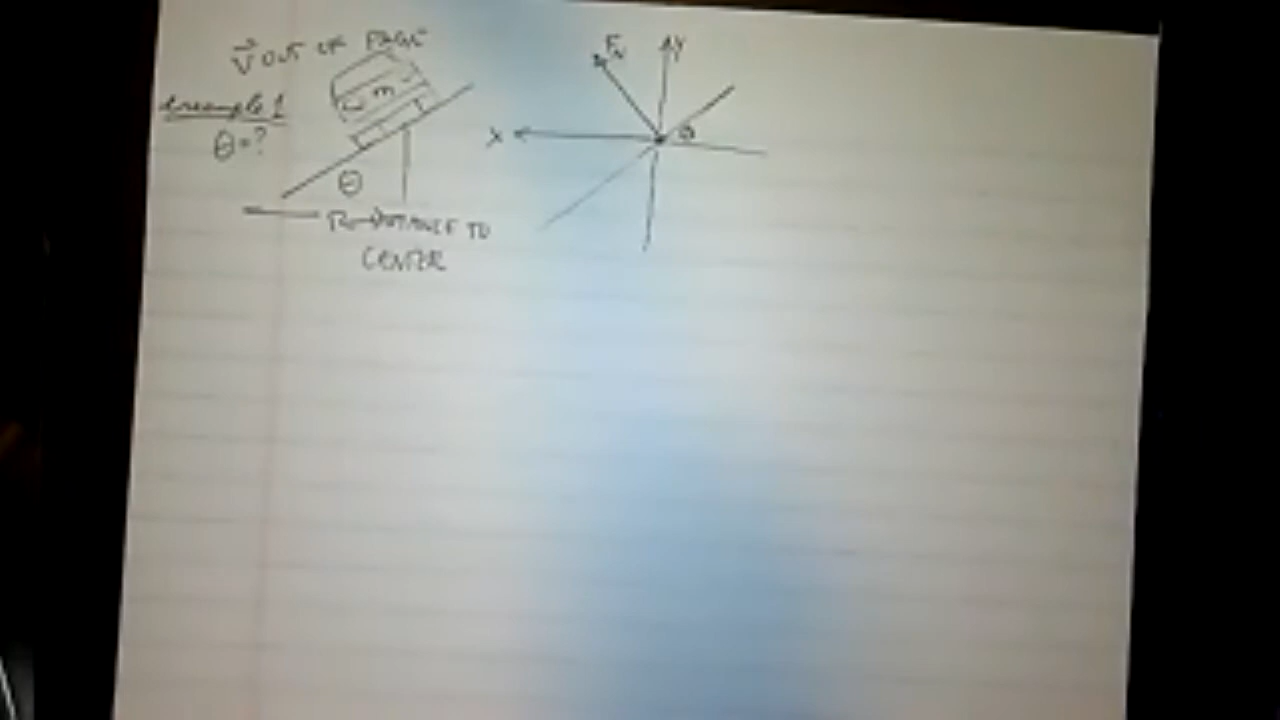 V OUT OF PAGE
Example 1
m
θ=?
θ
R → DISTANCE TO
CENTER
FN
Y
X
θ